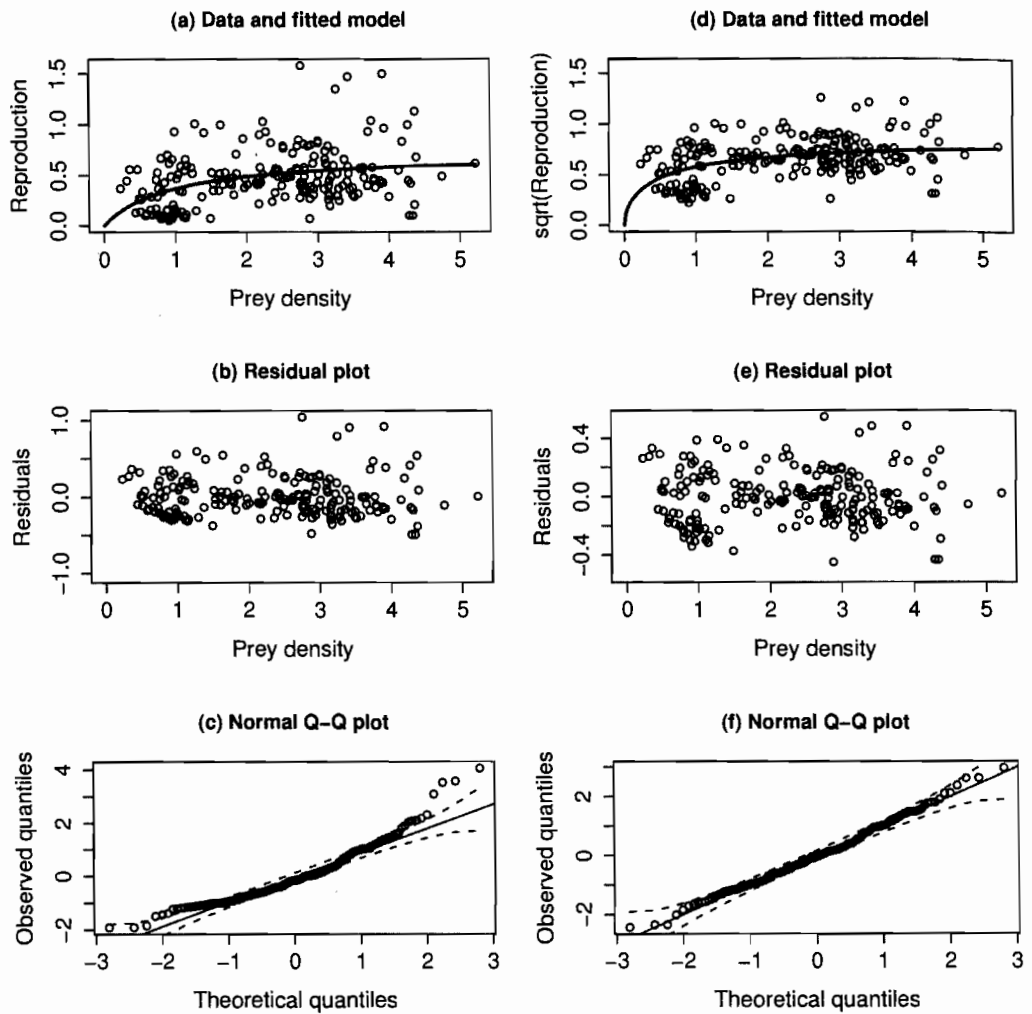 (a) Data and fitted model
Reproduction
0.0 0.5 1.0 1.5
0 1 2 3 4 5
Prey density
(d) Data and fitted model
sqrt(Reproduction)
0.0 0.5 1.0 1.5
0 1 2 3 4 5
Prey density
(b) Residual plot
Residuals
−1.0 0.0 1.0
0 1 2 3 4 5
Prey density
(e) Residual plot
Residuals
−0.4 0.0 0.4
0 1 2 3 4 5
Prey density
(c) Normal Q−Q plot
Observed quantiles
−2 0 2 4
−3 −2 −1 0 1 2 3
Theoretical quantiles
(f) Normal Q−Q plot
Observed quantiles
−2 0 2
−3 −2 −1 0 1 2 3
Theoretical quantiles